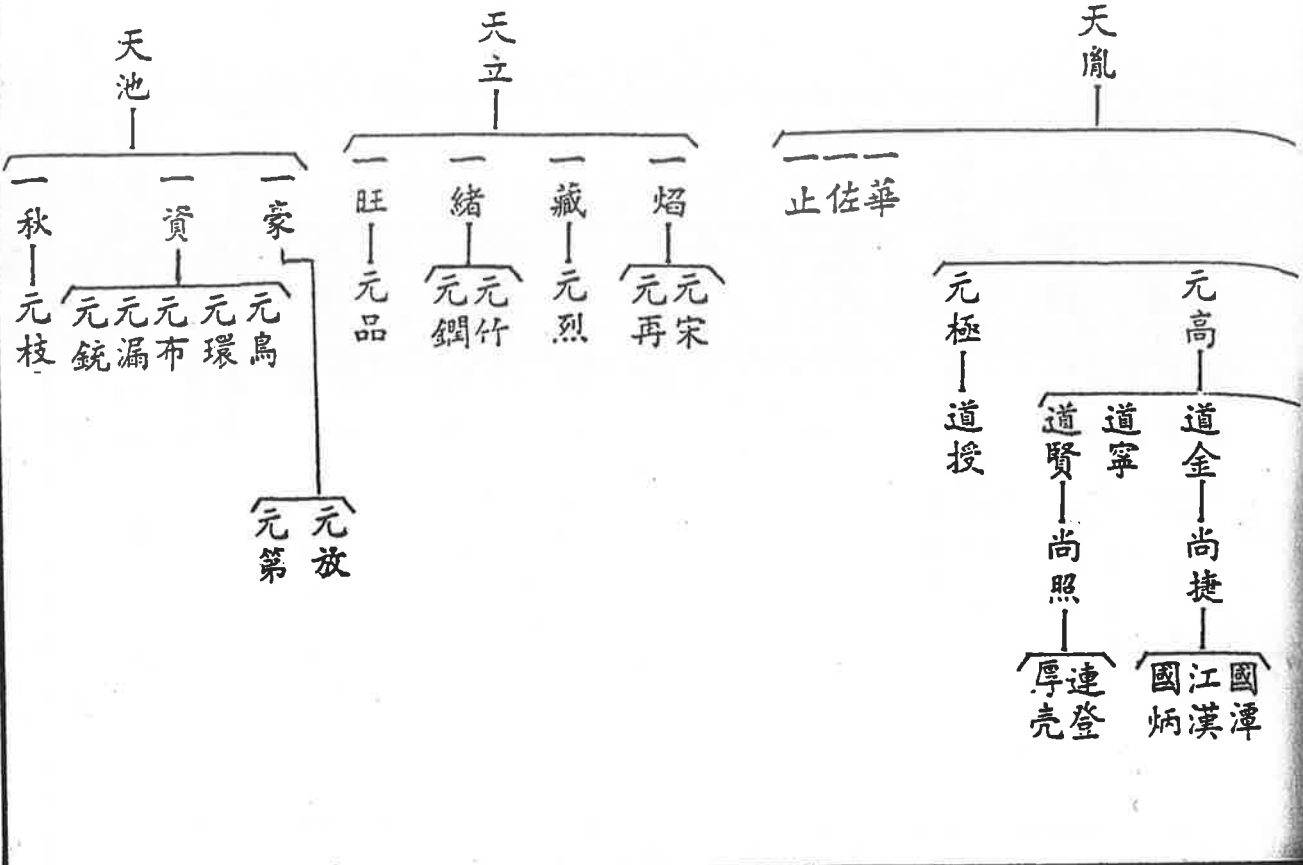 天胤
一華
一佐
一止
元高
元極
道金
道寧
道賢
道授
尚捷
尚照
國潭
江漢
國炳
連登
厚壳
天立
一焰
一藏
一緒
一旺
元宋
元再
元烈
元竹
元鐗
元品
天池
一豪
一資
一秋
元鳥
元環
元布
元漏
元銃
元枝
元放
元第